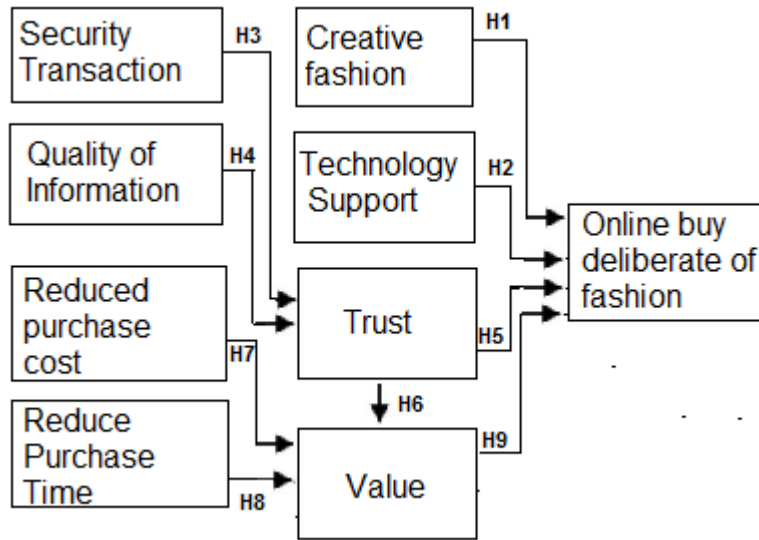 Security
Transaction
H3
Creative
fashion
H1
Quality of
Information
H4
Technology
Support
H2
Online buy
deliberate of
fashion
Reduced
purchase
cost
H7
Trust
H5
H6
Reduce
Purchase
Time
H8
Value
H9